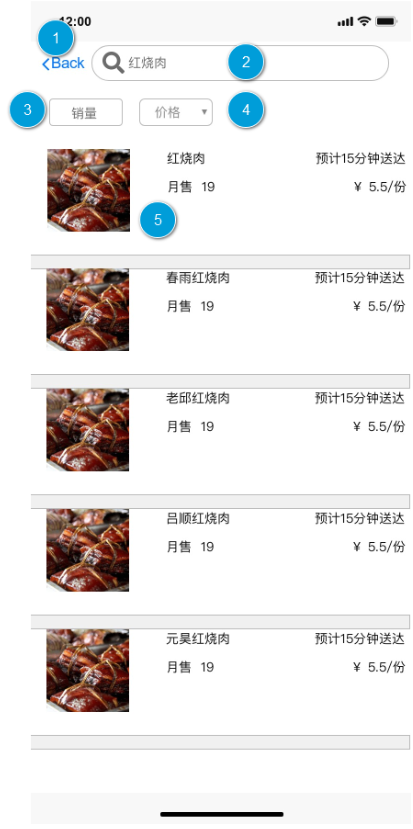 12:00
1
Back
红烧肉
2
3
销量
价格
4
红烧肉 预计15分钟送达
月售 19 ¥ 5.5/份
5
春雨红烧肉 预计15分钟送达
月售 19 ¥ 5.5/份
老邱红烧肉 预计15分钟送达
月售 19 ¥ 5.5/份
吕顺红烧肉 预计15分钟送达
月售 19 ¥ 5.5/份
元昊红烧肉 预计15分钟送达
月售 19 ¥ 5.5/份